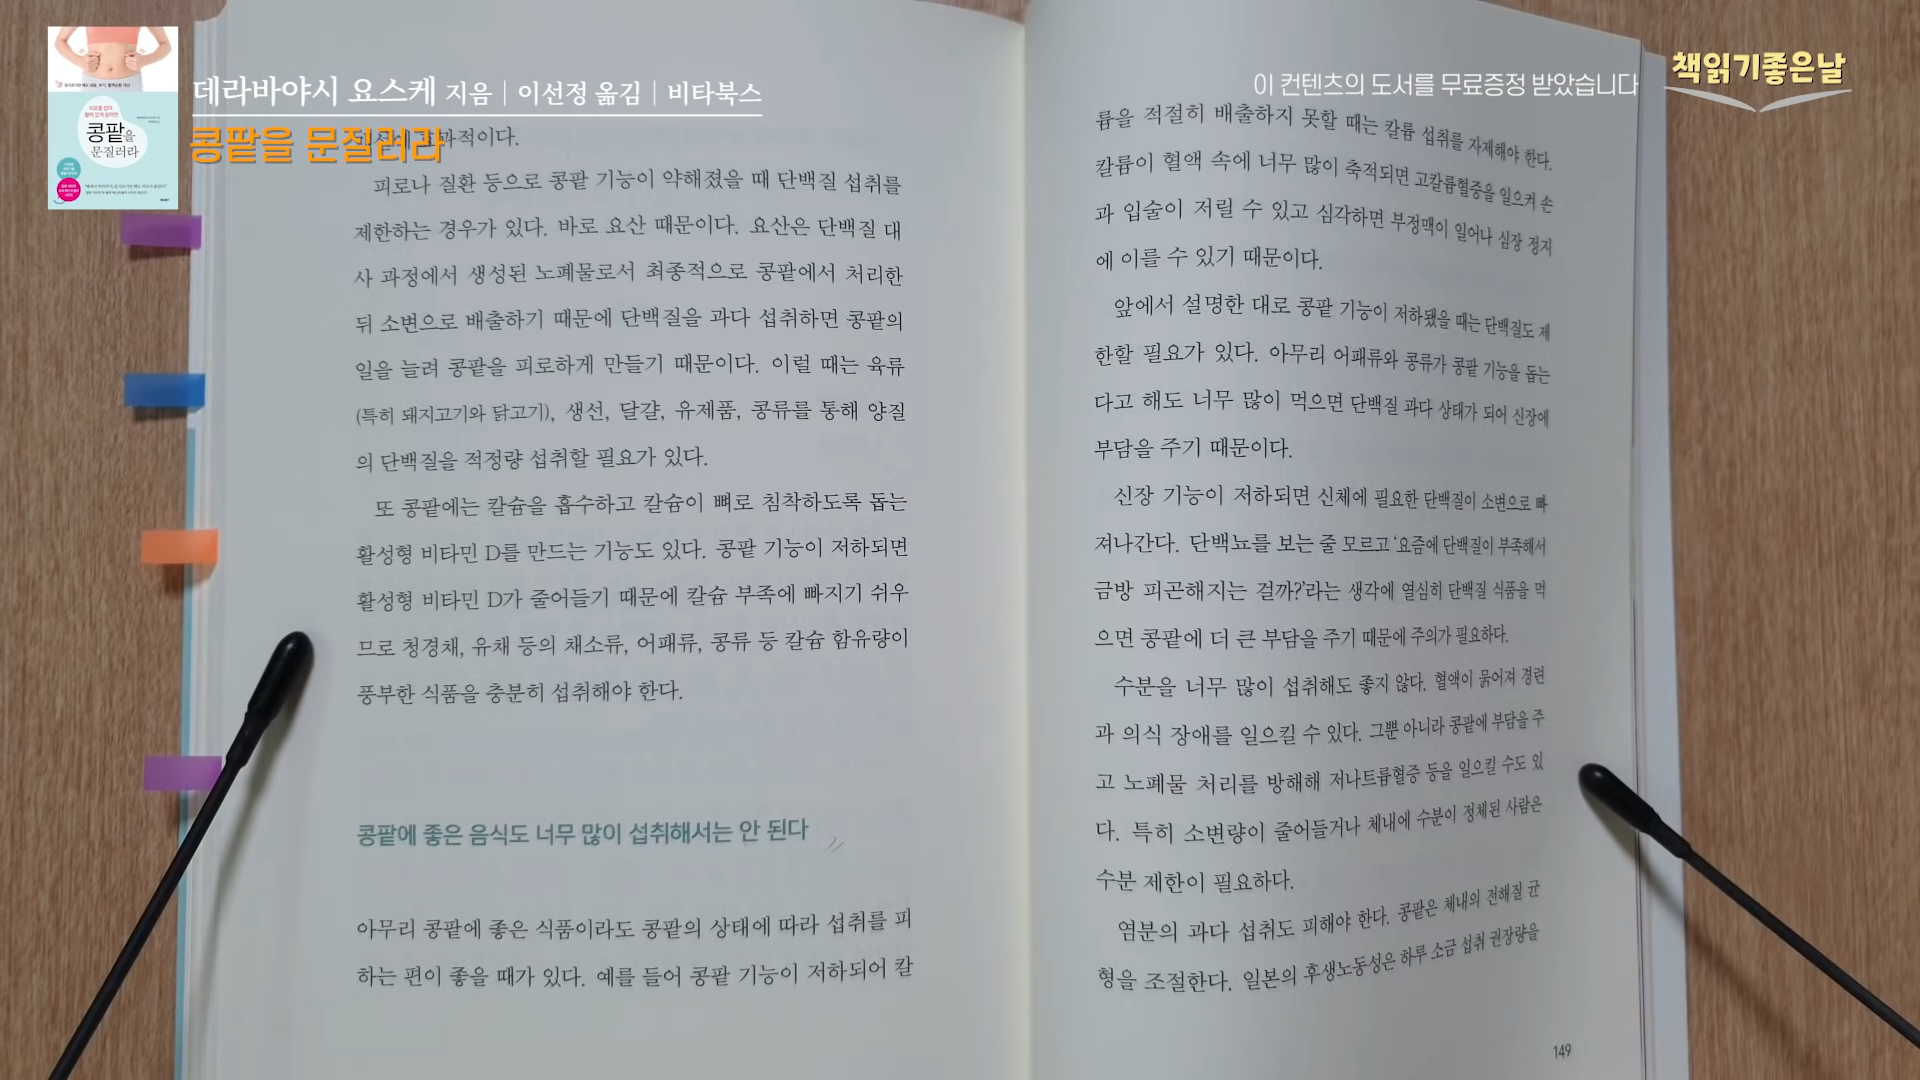 데라바야시 요스케 지음 | 이선정 옮김 | 비타북스
콩팥을 문질러라
이 컨텐츠의 도서를 무료증정 받았습니다
책읽기좋은날
콩팥을
문질러라
적이다.
피로나 질환 등으로 콩팥 기능이 약해졌을 때 단백질 섭취를
제한하는 경우가 있다. 바로 요산 때문이다. 요산은 단백질 대
사 과정에서 생성된 노폐물로서 최종적으로 콩팥에서 처리한
뒤 소변으로 배출하기 때문에 단백질을 과다 섭취하면 콩팥의
일을 늘려 콩팥을 피로하게 만들기 때문이다. 이럴 때는 육류
(특히 돼지고기와 닭고기), 생선, 달걀, 유제품, 콩류를 통해 양질
의 단백질을 적정량 섭취할 필요가 있다.
또 콩팥에는 칼슘을 흡수하고 칼슘이 뼈로 침착하도록 돕는
활성형 비타민 D를 만드는 기능도 있다. 콩팥 기능이 저하되면
활성형 비타민 D가 줄어들기 때문에 칼슘 부족에 빠지기 쉬우
므로 청경채, 유채 등의 채소류, 어패류, 콩류 등 칼슘 함유량이
풍부한 식품을 충분히 섭취해야 한다.
콩팥에 좋은 음식도 너무 많이 섭취해서는 안 된다
아무리 콩팥에 좋은 식품이라도 콩팥의 상태에 따라 섭취를 피
하는 편이 좋을 때가 있다. 예를 들어 콩팥 기능이 저하되어 칼
륨을 적절히 배출하지 못할 때는 칼륨 섭취를 자제해야 한다.
칼륨이 혈액 속에 너무 많이 축적되면 고칼륨혈증을 일으켜 손
과 입술이 저릴 수 있고 심각하면 부정맥이 일어나 심장 정지
에 이를 수 있기 때문이다.
앞에서 설명한 대로 콩팥 기능이 저하됐을 때는 단백질도 제
한할 필요가 있다. 아무리 어패류와 콩류가 콩팥 기능을 돕는
다고 해도 너무 많이 먹으면 단백질 과다 상태가 되어 신장에
부담을 주기 때문이다.
신장 기능이 저하되면 신체에 필요한 단백질이 소변으로 빠
져나간다. 단백뇨를 보는 줄 모르고 '요즘에 단백질이 부족해서
금방 피곤해지는 걸까?'라는 생각에 열심히 단백질 식품을 먹
으면 콩팥에 더 큰 부담을 주기 때문에 주의가 필요하다.
수분을 너무 많이 섭취해도 좋지 않다. 혈액이 묽어져 경련
과 의식 장애를 일으킬 수 있다. 그뿐 아니라 콩팥에 부담을 주
고 노폐물 처리를 방해해 저나트륨혈증 등을 일으킬 수도 있
다. 특히 소변량이 줄어들거나 체내에 수분이 정체된 사람은
수분 제한이 필요하다.
염분의 과다 섭취도 피해야 한다. 콩팥은 체내의 전해질 균
형을 조절한다. 일본의 후생노동성은 하루 소금 섭취 권장량을
149